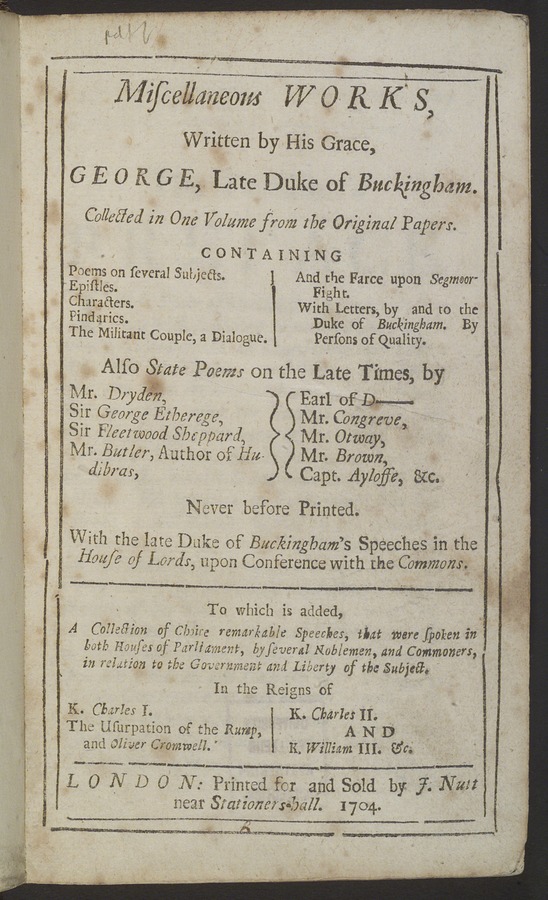 Miſcellaneous WORKS,
Written by His Grace,
GEORGE, Late Duke of Buckingham.
Collected in One Volume from the Original Papers.
CONTAINING
Poems on ſeveral Subjects.
Epiſtles.
Characters.
Pindarics.
The Militant Couple, a Dialogue.
And the Farce upon Segmoor-
Fight.
With Letters, by and to the
Duke of Buckingham. By
Perſons of Quality.
Alſo State Poems on the Late Times, by
Mr. Dryden,
Sir George Etherege,
Sir Fleetwood Sheppard,
Mr. Butler, Author of Hu-
dibras,
Earl of D——
Mr. Congreve,
Mr. Otway,
Mr. Brown,
Capt. Ayloffe, &c.
Never before Printed.
With the late Duke of Buckingham's Speeches in the
Houſe of Lords, upon Conference with the Commons.
To which is added,
A Collection of Choice remarkable Speeches, that were ſpoken in
both Houſes of Parliament, by ſeveral Noblemen, and Commoners,
in relation to the Government and Liberty of the Subject,
In the Reigns of
K. Charles I.
The Uſurpation of the Rump,
and Oliver Cromwell.
K. Charles II.
AND
K. William III. &c.
LONDON: Printed for and Sold by J. Nutt
near Stationers-hall. 1704.